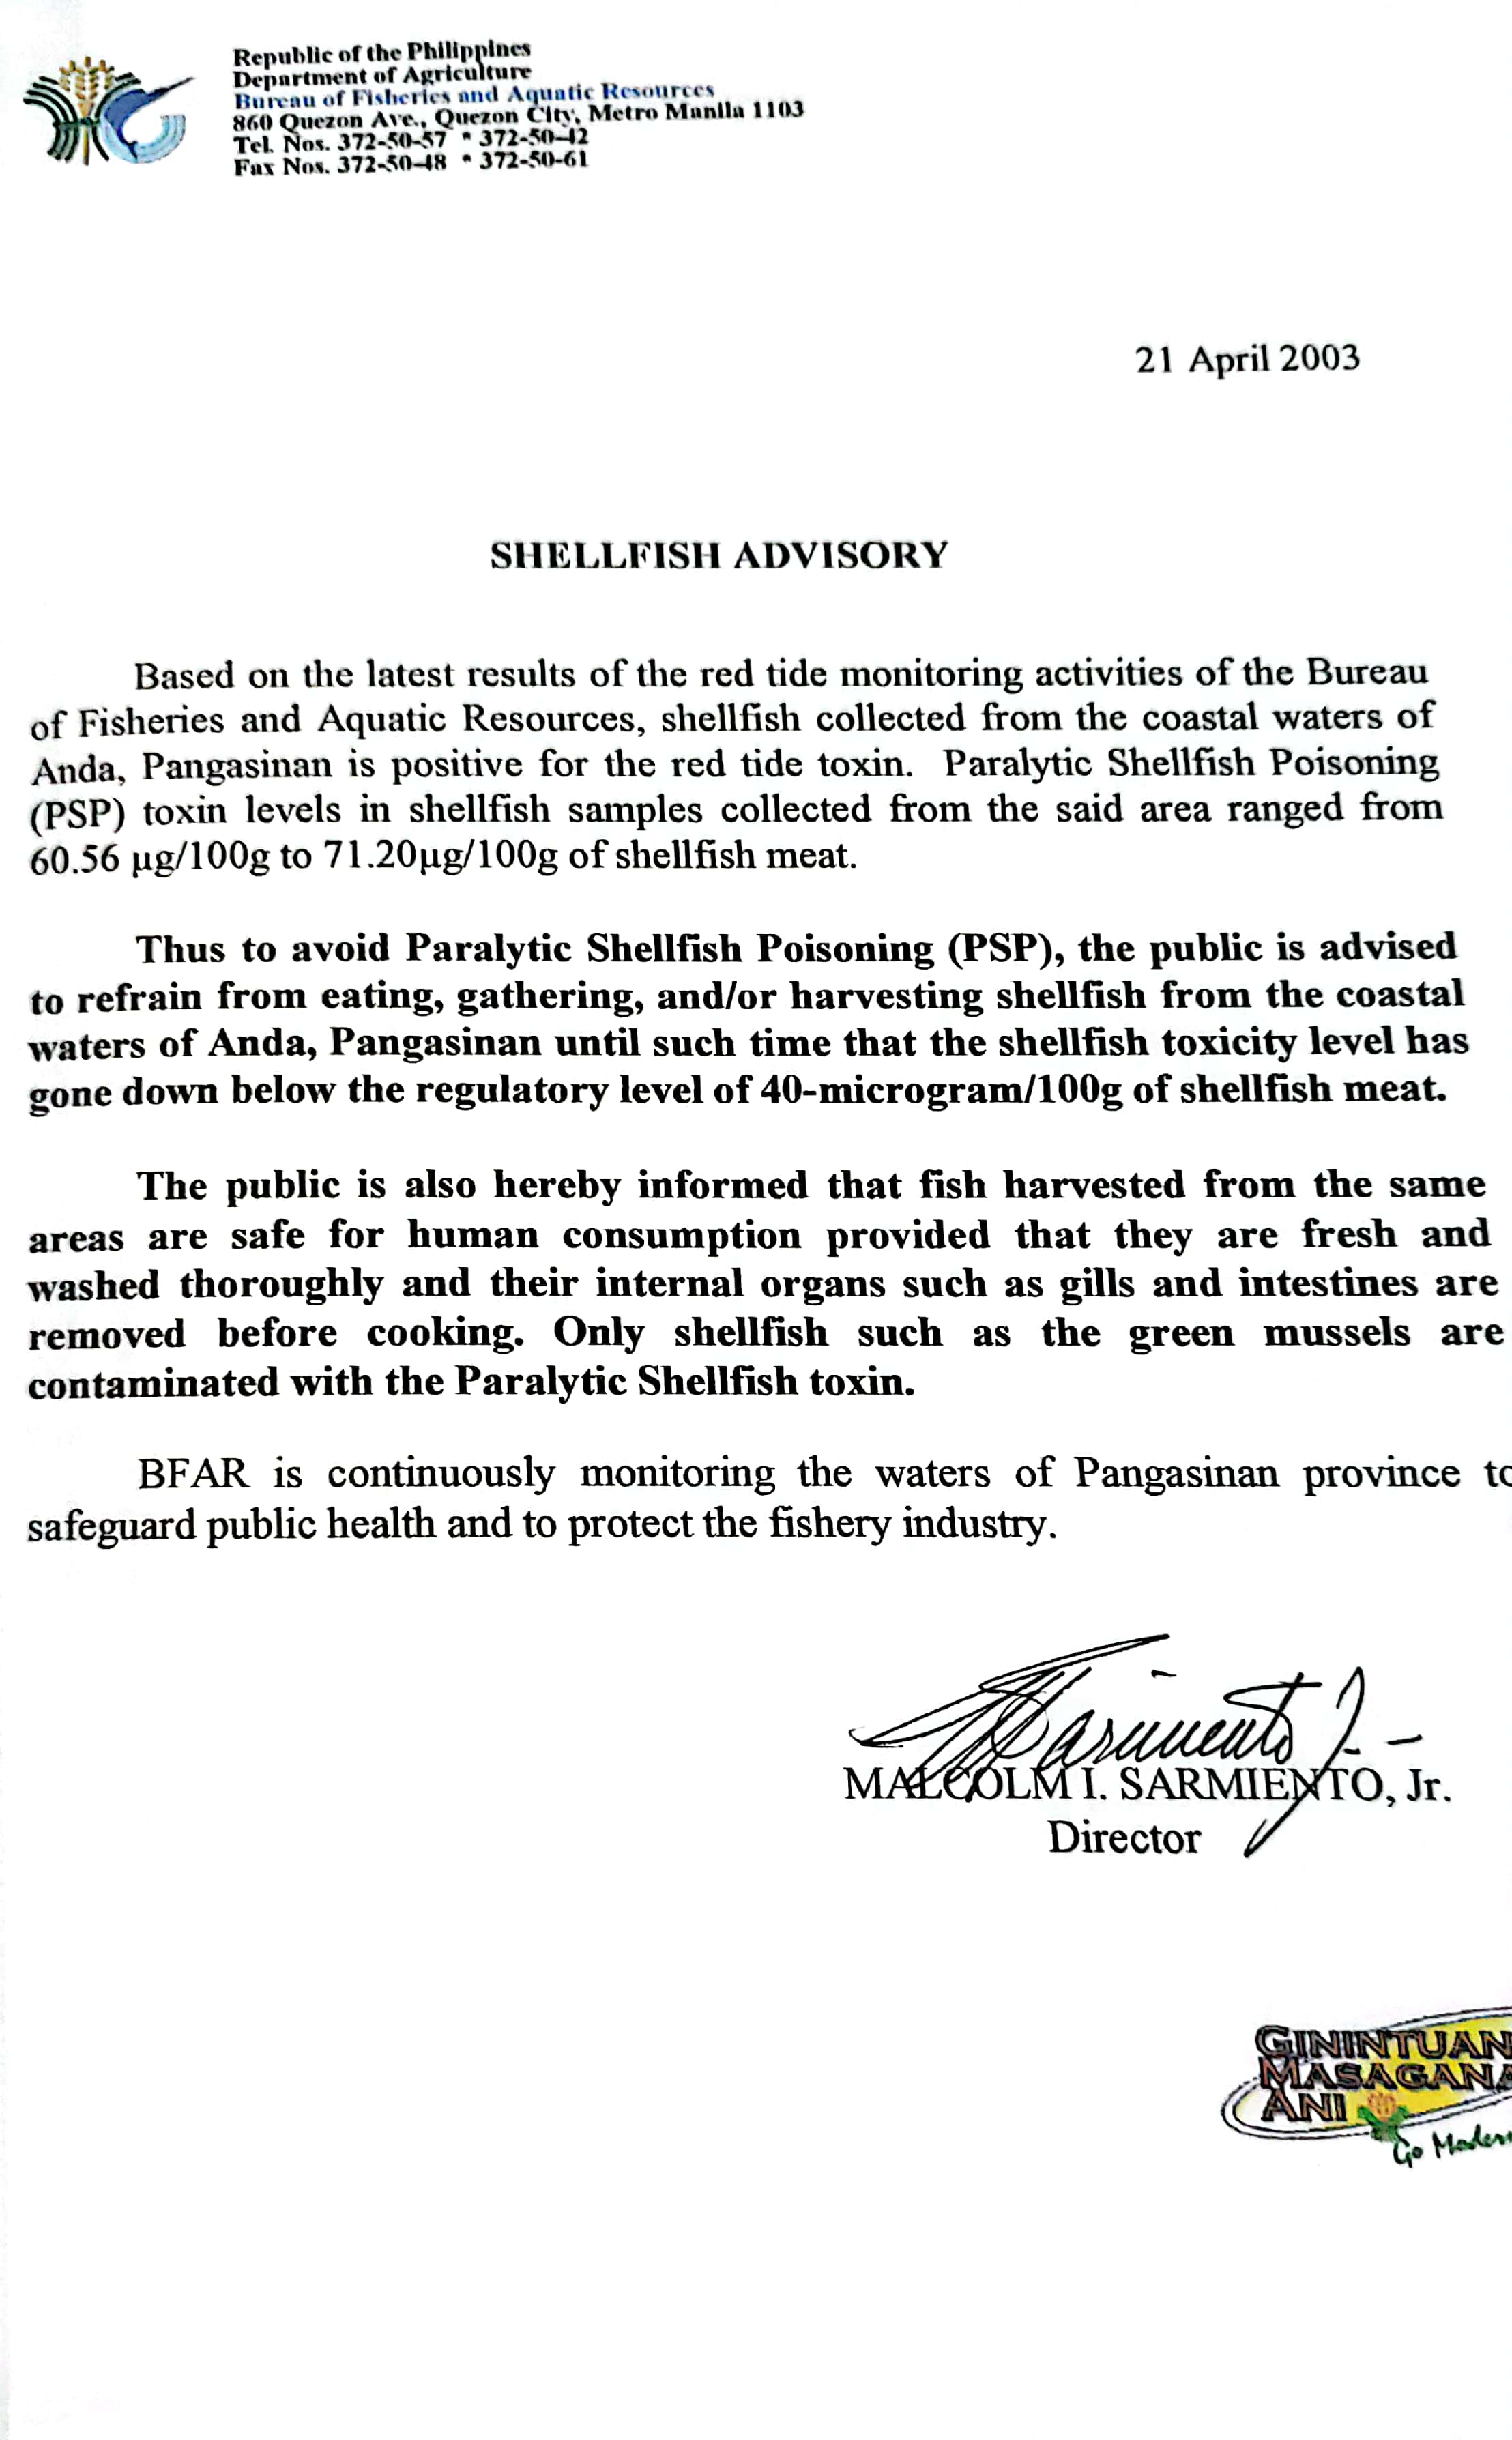 Republic of the Philippines
Department of Agriculture
Bureau of Fisheries and Aquatic Resources
860 Quezon Ave., Quezon City, Metro Manila 1103
Tel. Nos. 372-50-57 * 372-50-42
Fax Nos. 372-50-48 * 372-50-61
21 April 2003
SHELLFISH ADVISORY
Based on the latest results of the red tide monitoring activities of the Bureau
of Fisheries and Aquatic Resources, shellfish collected from the coastal waters of
Anda, Pangasinan is positive for the red tide toxin. Paralytic Shellfish Poisoning
(PSP) toxin levels in shellfish samples collected from the said area ranged from
60.56 µg/100g to 71.20µg/100g of shellfish meat.
Thus to avoid Paralytic Shellfish Poisoning (PSP), the public is advised
to refrain from eating, gathering, and/or harvesting shellfish from the coastal
waters of Anda, Pangasinan until such time that the shellfish toxicity level has
gone down below the regulatory level of 40-microgram/100g of shellfish meat.
The public is also hereby informed that fish harvested from the same
areas are safe for human consumption provided that they are fresh and
washed thoroughly and their internal organs such as gills and intestines are
removed before cooking. Only shellfish such as the green mussels are
contaminated with the Paralytic Shellfish toxin.
BFAR is continuously monitoring the waters of Pangasinan province to
safeguard public health and to protect the fishery industry.
Sarmiento Jr
MALCOLM I. SARMIENTO, Jr.
Director
GININTUAN
MASAGANA
ANI
Go Modern